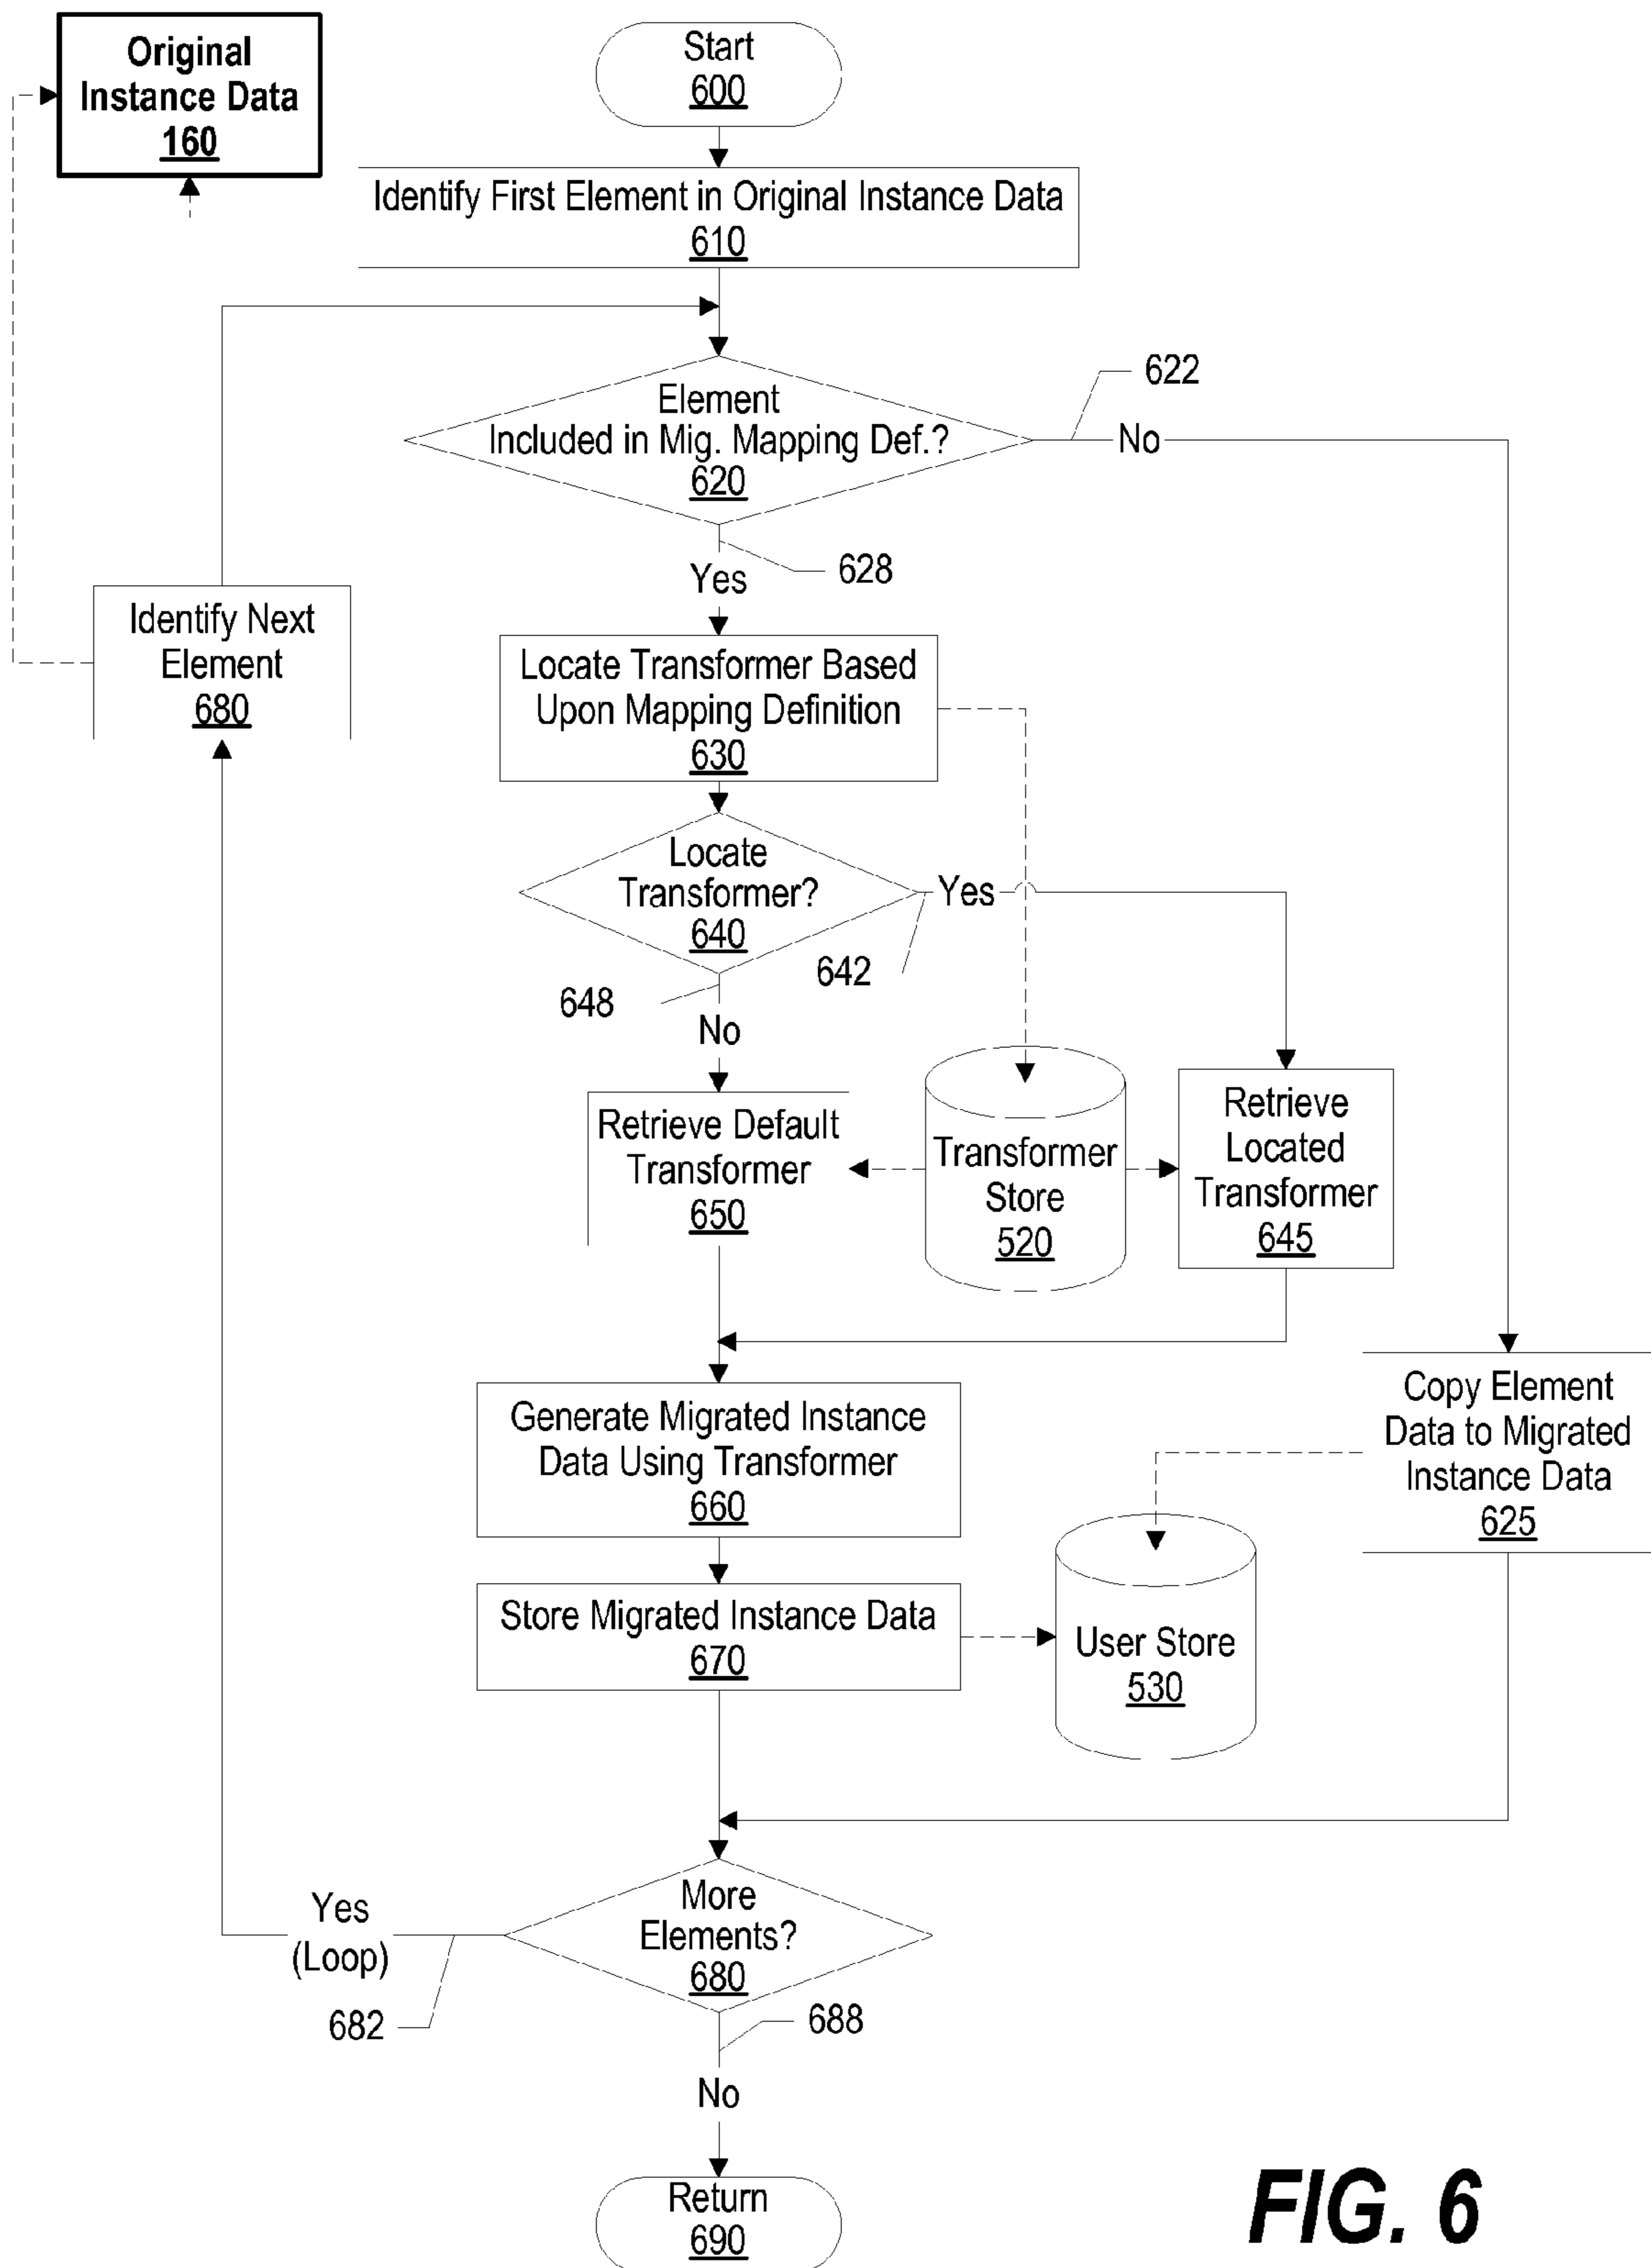 Original
Instance Data
160
Start
600
Identify First Element in Original Instance Data
610
Element
Included in Mig. Mapping Def.?
620
622
No
628
Yes
Identify Next
Element
680
Locate Transformer Based
Upon Mapping Definition
630
Locate
Transformer?
640
Yes
642
648
No
Retrieve Default
Transformer
650
Transformer
Store
520
Retrieve
Located
Transformer
645
Generate Migrated Instance
Data Using Transformer
660
Copy Element
Data to Migrated
Instance Data
625
Store Migrated Instance Data
670
User Store
530
More
Elements?
680
Yes
(Loop)
682
688
No
Return
690
FIG. 6